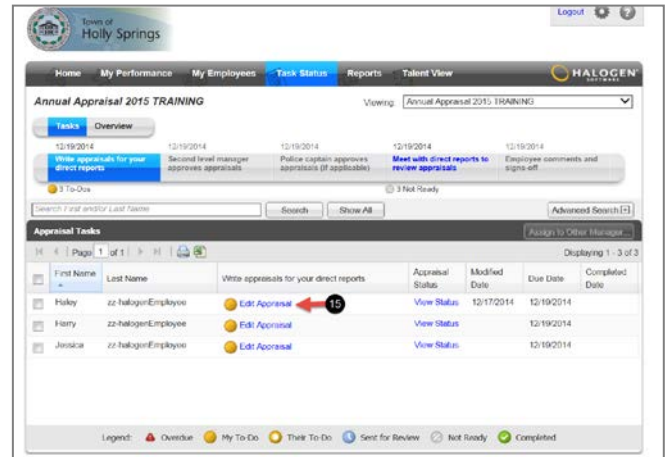 Town of
Holly Springs
Logout
Home My Performance My Employees Task Status Reports Talent View HALOGEN SOFTWARE
Annual Appraisal 2015 TRAINING Viewing: Annual Appraisal 2015 TRAINING
Tasks Overview
12/19/2014 12/19/2014 12/19/2014 12/19/2014 12/19/2014
Write appraisals for your Second level manager Police captain approves Meet with direct reports to Employee comments and
direct reports approves appraisals appraisals (if applicable) review appraisals signs-off
3 To-Dos 3 Not Ready
Search First and/or Last Name Search Show All Advanced Search [+]
Appraisal Tasks Assign to Other Manager...
Page 1 of 1 Displaying 1 - 3 of 3
First Name Last Name Write appraisals for your direct reports Appraisal Modified Due Date Completed
Status Date Date
Haley zz-halogenEmployee Edit Appraisal 15 View Status 12/17/2014 12/19/2014
Harry zz-halogenEmployee Edit Appraisal View Status 12/19/2014
Jessica zz-halogenEmployee Edit Appraisal View Status 12/19/2014
Legend: Overdue My To-Do Their To-Do Sent for Review Not Ready Completed